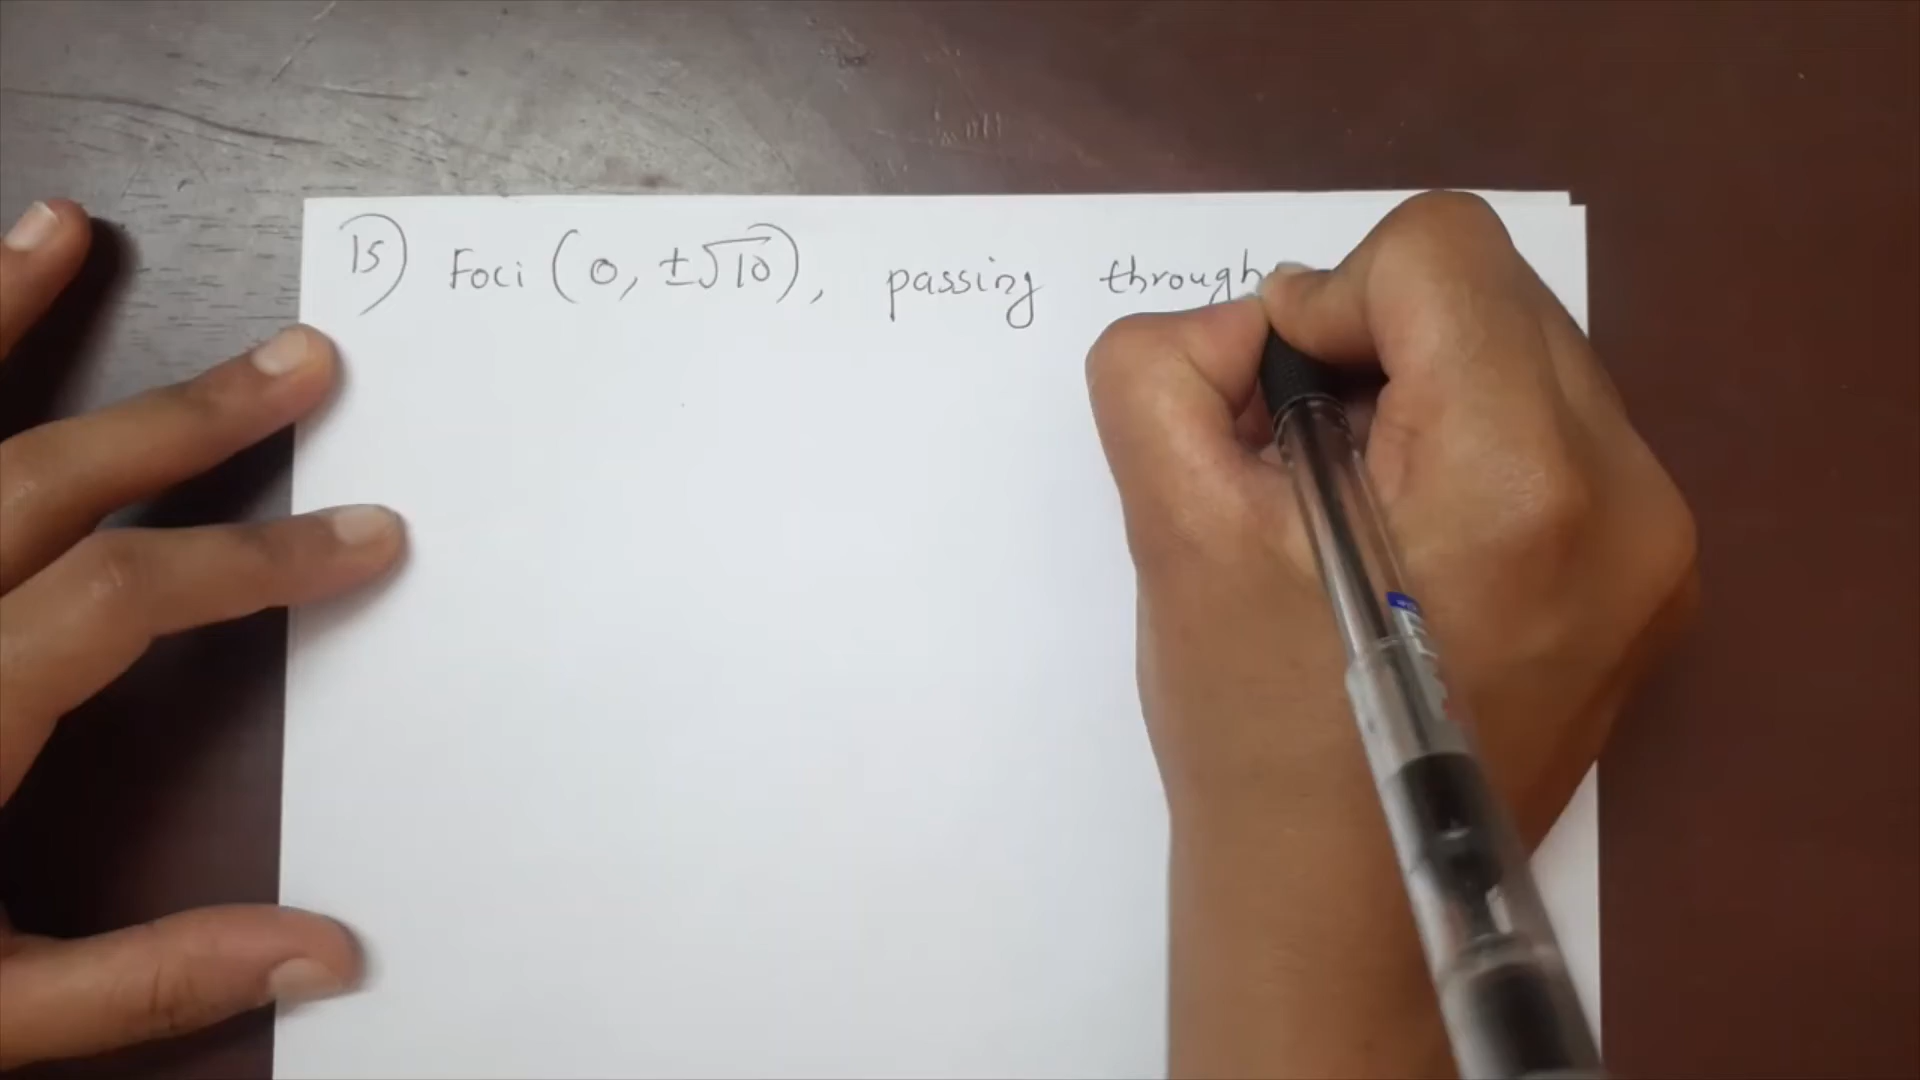 15) Foci (0, ±√10), passing through